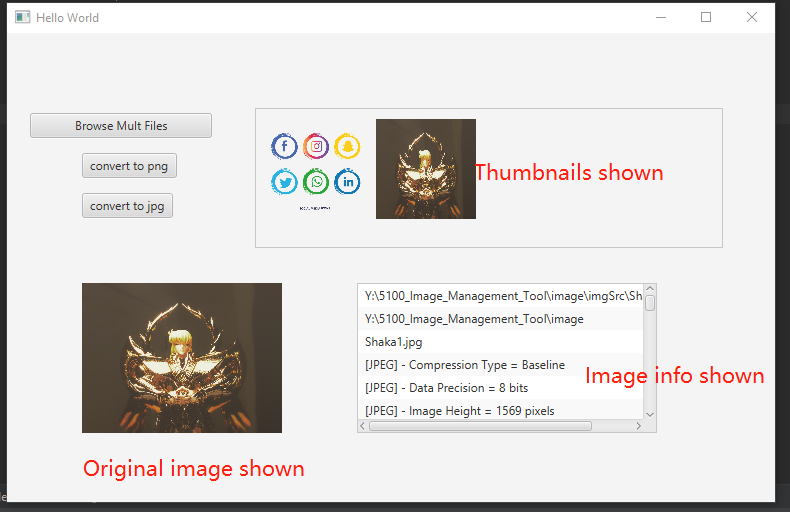 Hello World
Browse Mult Files
convert to png
convert to jpg
Thumbnails shown
Y:\5100_Image_Management_Tool\image\imgSrc\Sh
Y:\5100_Image_Management_Tool\image
Shaka1.jpg
[JPEG] - Compression Type = Baseline
[JPEG] - Data Precision = 8 bits
[JPEG] - Image Height = 1569 pixels
Image info shown
Original image shown